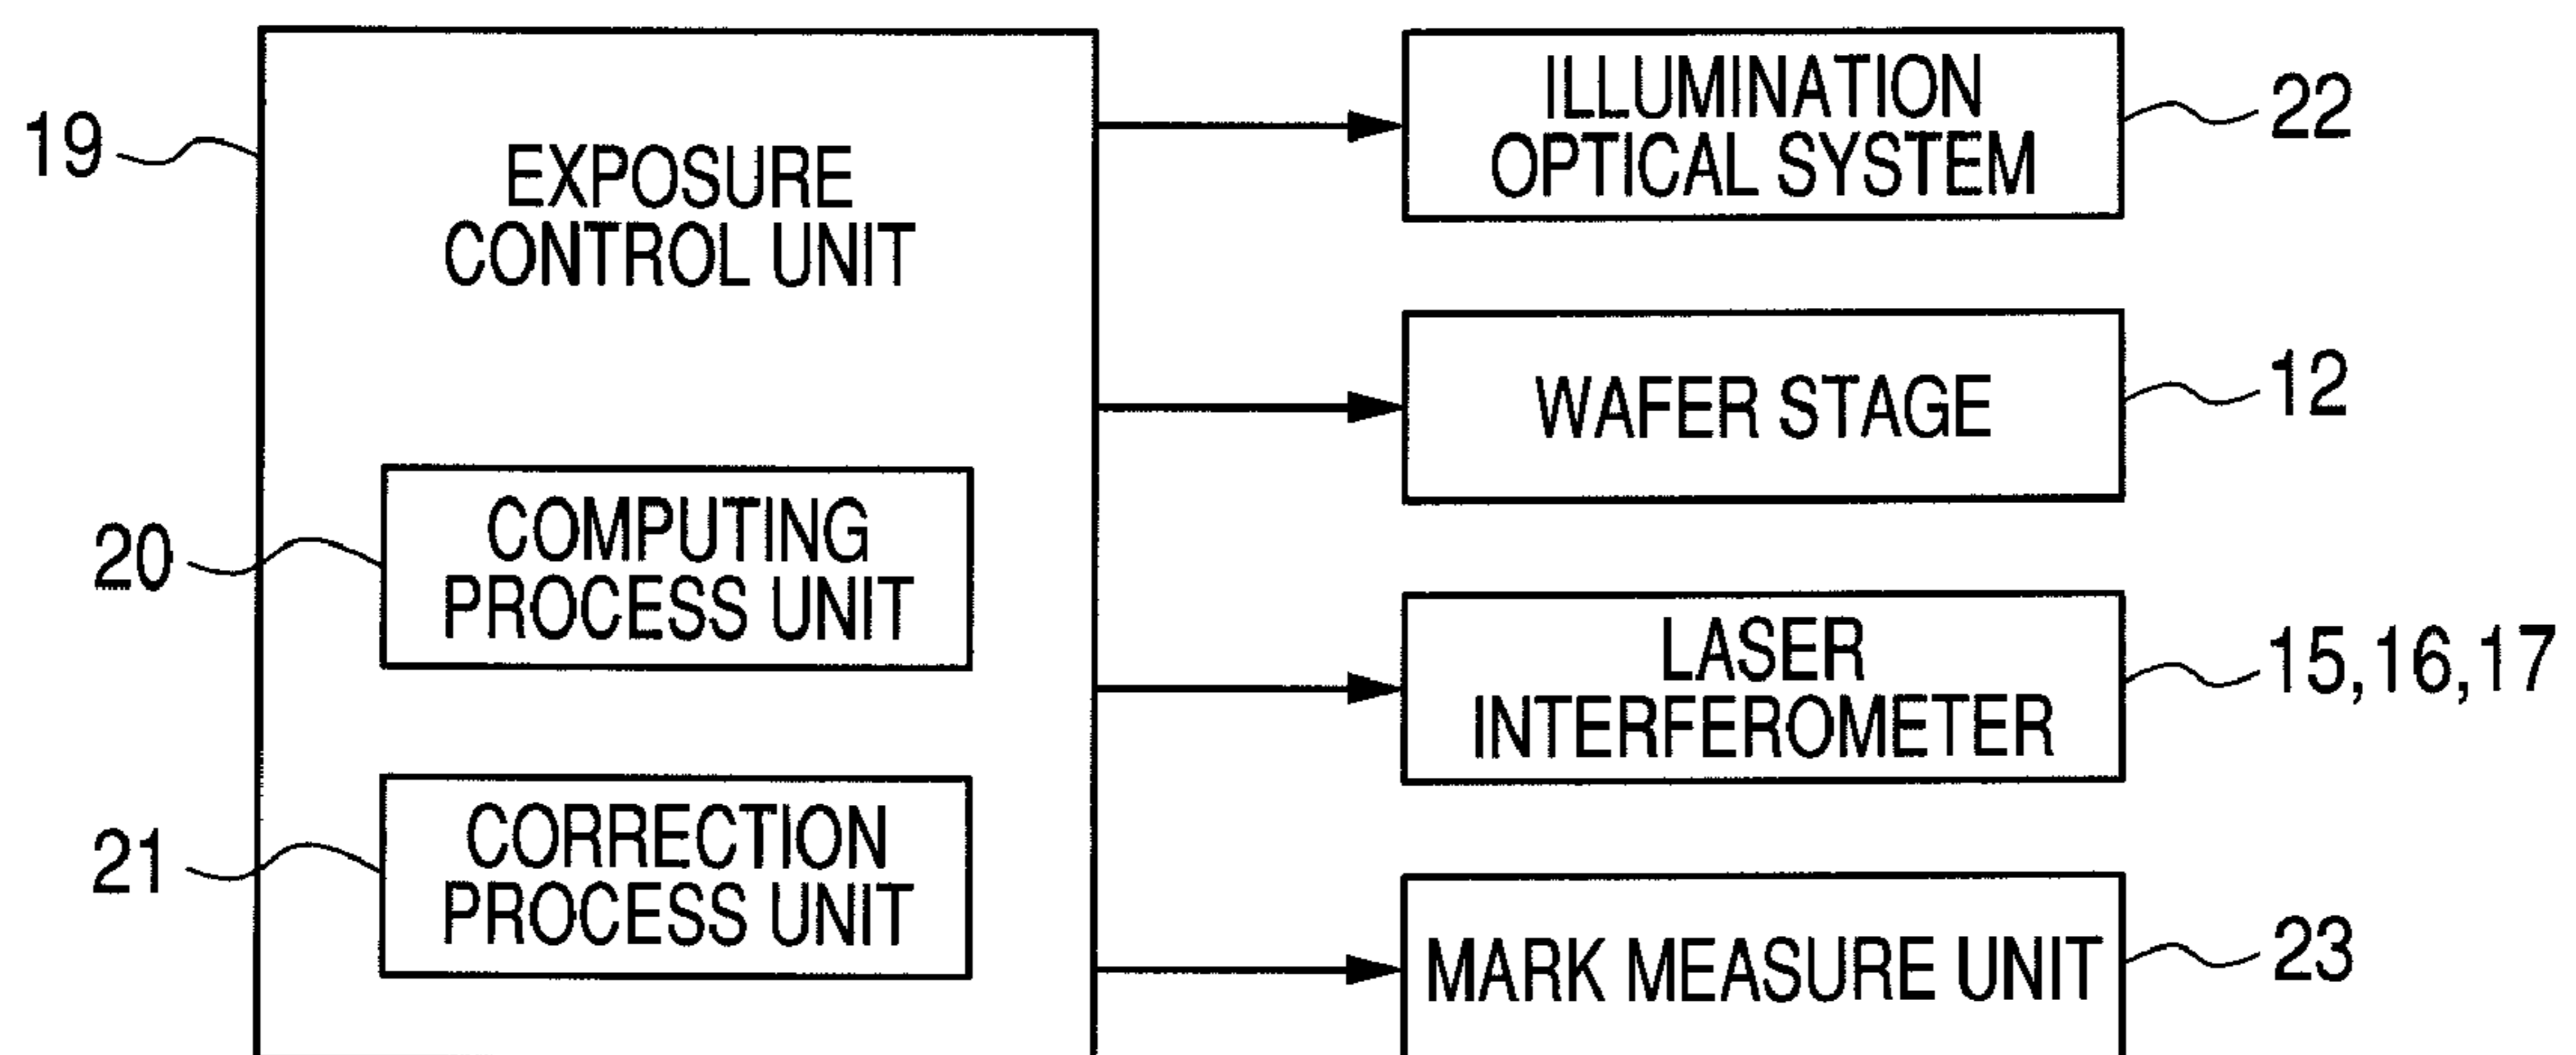 19
EXPOSURE
CONTROL UNIT
20
COMPUTING
PROCESS UNIT
21
CORRECTION
PROCESS UNIT
ILLUMINATION
OPTICAL SYSTEM
22
WAFER STAGE
12
LASER
INTERFEROMETER
15,16,17
MARK MEASURE UNIT
23